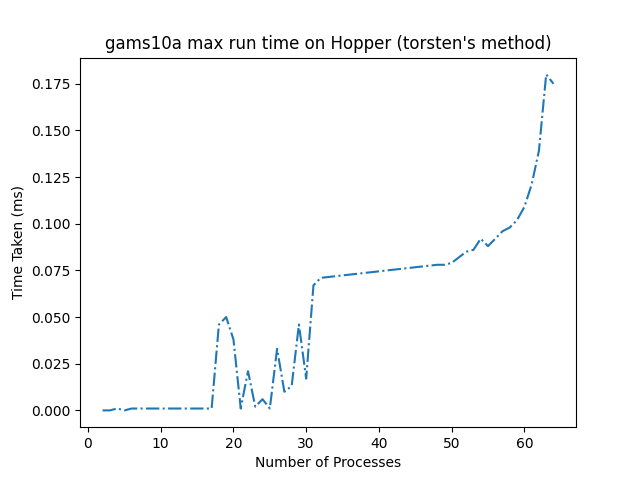 gams10a max run time on Hopper (torsten's method)
0.175
0.150
0.125
0.100
0.075
0.050
0.025
0.000
Time Taken (ms)
0 10 20 30 40 50 60
Number of Processes